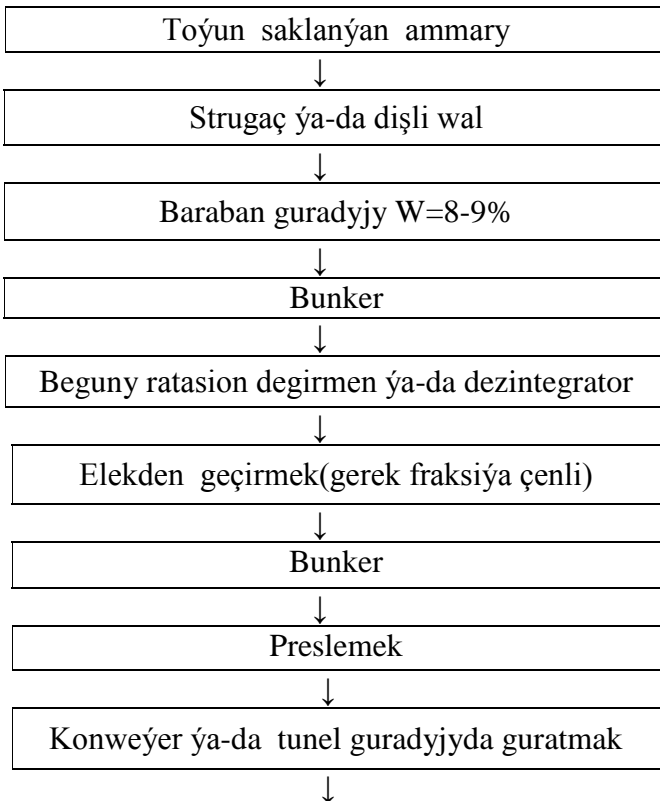 Toýun saklanýan ammary
↓
Strugaç ýa-da dişli wal
↓
Baraban guradyjy W=8-9%
↓
Bunker
↓
Beguny ratasion degirmen ýa-da dezintegrator
↓
Elekden geçirmek(gerek fraksiýa çenli)
↓
Bunker
↓
Preslemek
↓
Konweýer ýa-da tunel guradyjyda guratmak
↓